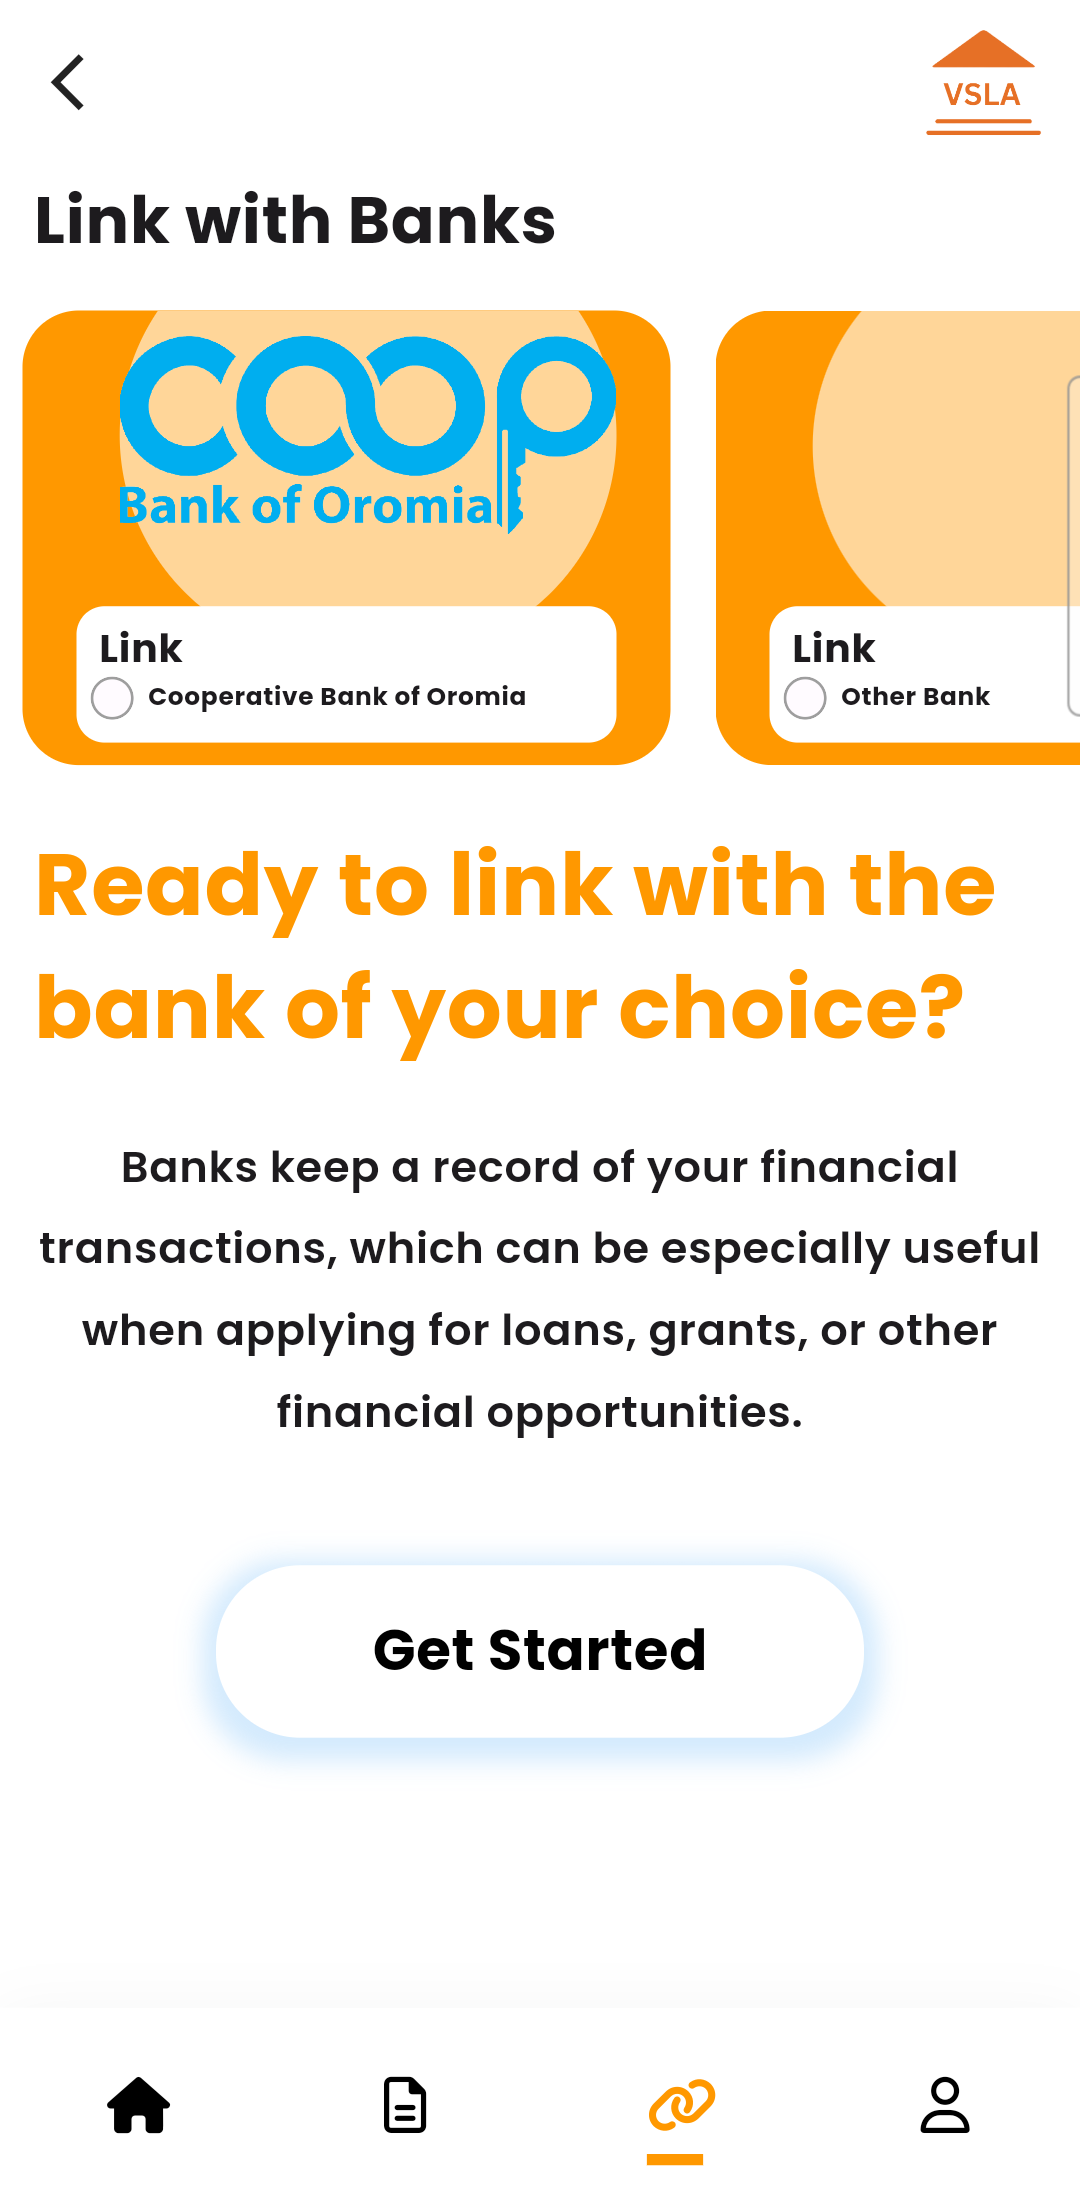 VSLA
Link with Banks
coop
Bank of Oromia
Link
Cooperative Bank of Oromia
Link
Other Bank
Ready to link with the
bank of your choice?
Banks keep a record of your financial
transactions, which can be especially useful
when applying for loans, grants, or other
financial opportunities.
Get Started